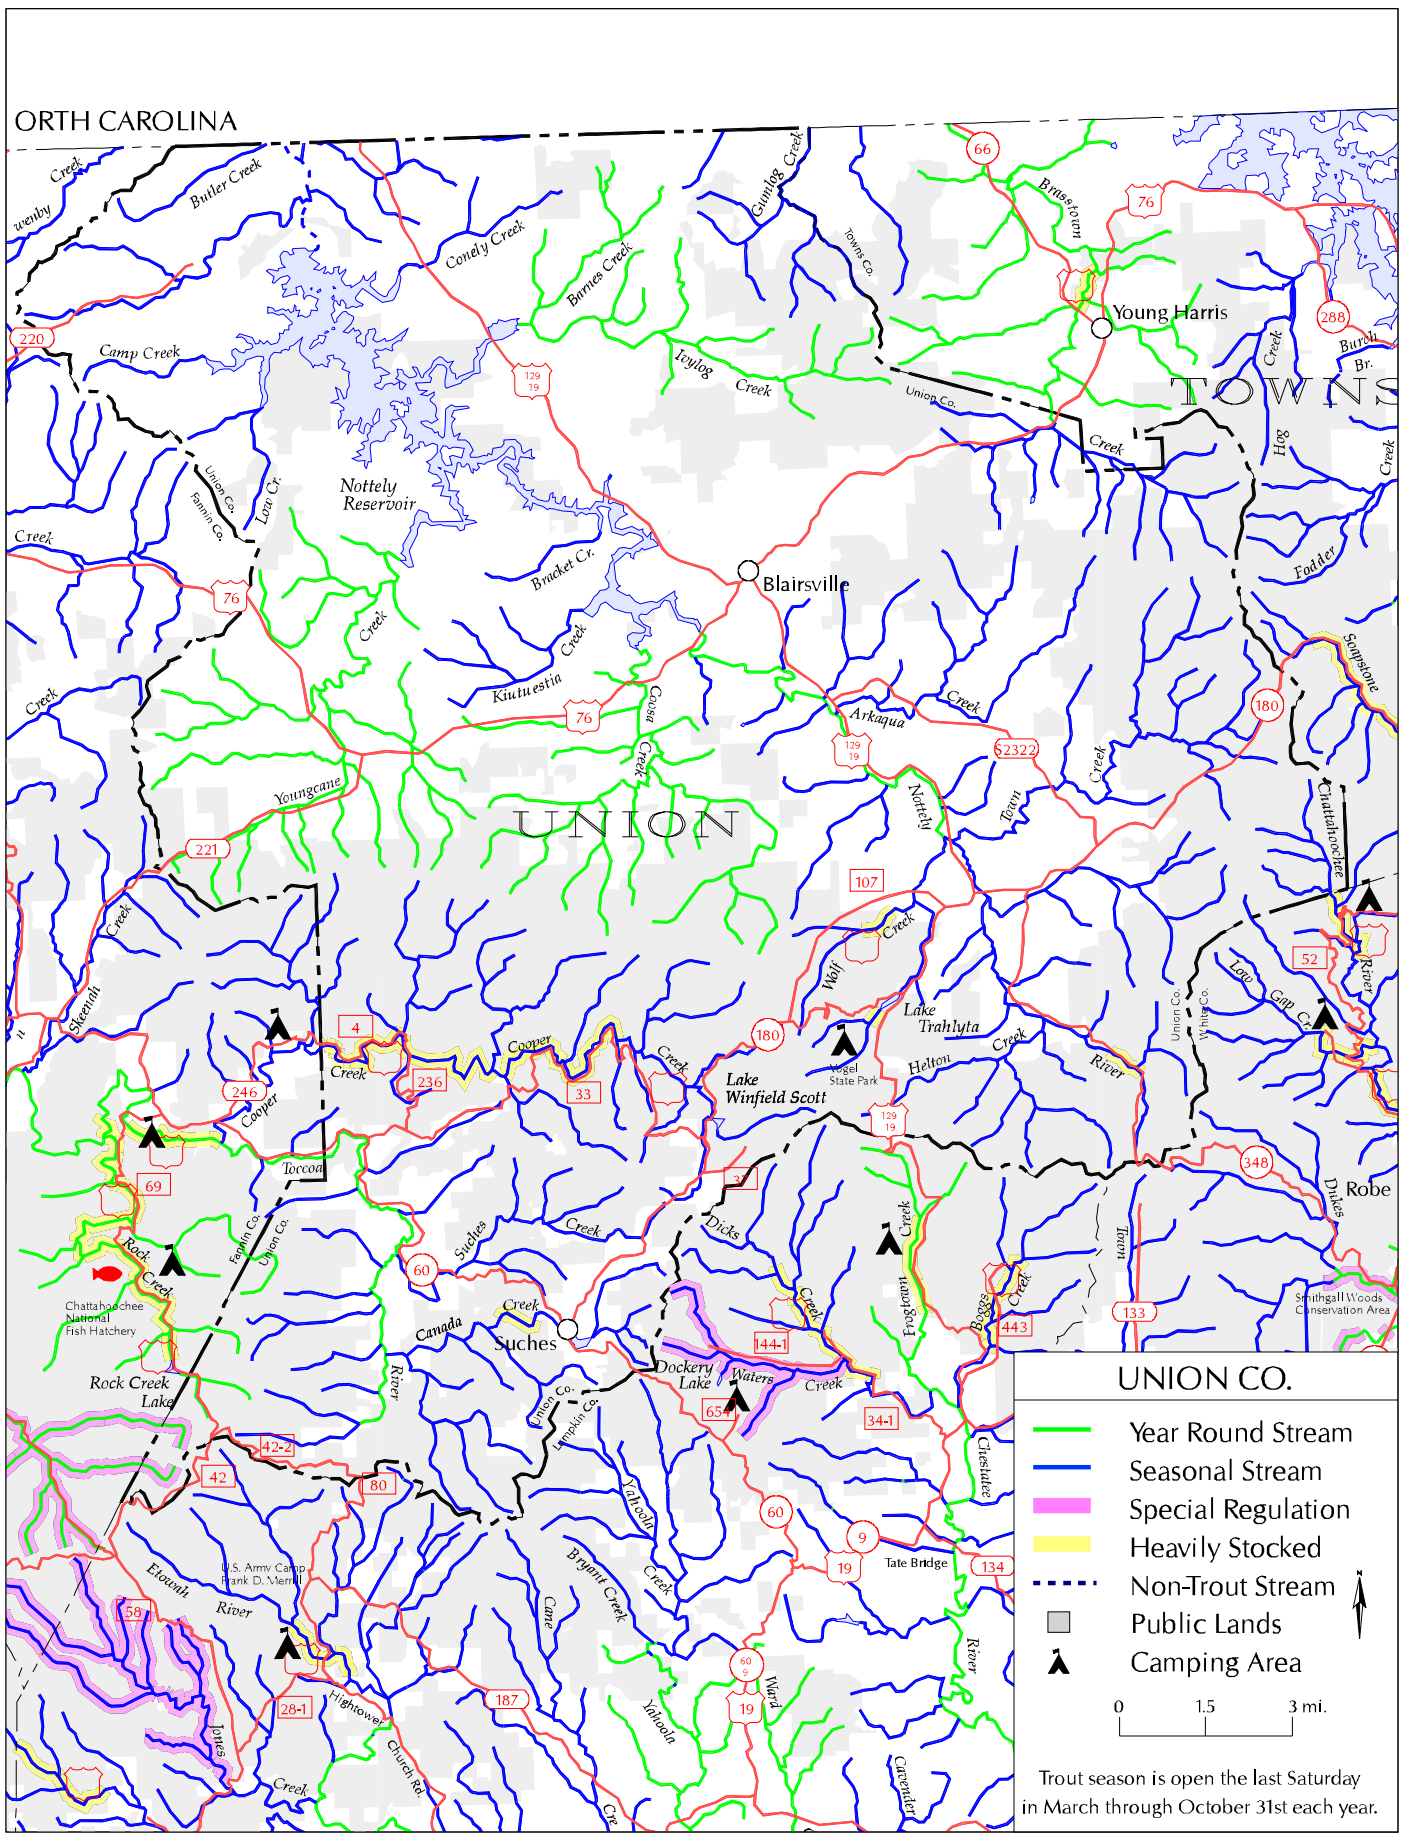 ORTH CAROLINA
Creek
wenby
Butler Creek
Conely Creek
Gumlog Creek
66
Brasstown
76
Towns Co.
Barnes Creek
220
Camp Creek
129
19
Ivylog
Creek
Young Harris
288
Creek
Burch
Br.
TOWNS
Union Co.
Creek
Hog
Creek
Union Co.
Fannin Co.
Low Cr.
Nottely
Reservoir
Creek
Bracket Cr.
Blairsville
Fodder
76
Creek
Creek
Kiutuestia
Creek
76
Coosa
Creek
Arkaqua
Creek
129
19
S2322
180
Soapstone
Creek
Youngcane
UNION
Nottely
Town
Chattahoochee
221
107
Creek
Creek
Wolf
52
River
Low
Gap Cr.
Skeenah
Union Co.
White Co.
4
Cooper
Creek
Creek
180
Lake
Trahlyta
Creek
Helton
River
Vogel
State Park
236
33
246
Cooper
Lake
Winfield Scott
129
19
Toccoa
69
348
Robe
Dukes
Fannin Co.
Union Co.
Rock
Creek
Suches
Creek
Dicks
Creek
Town
60
Chattahoochee
National
Fish Hatchery
Creek
Suches
Canada
River
Creek
Frogtown
Boggs
Creek
443
133
Smithgall Woods
Conservation Area
144-1
Rock Creek
Lake
Dockery
Lake
Waters
Creek
654
34-1
Union Co.
Lumpkin Co.
42-2
42
80
Chestatee
Yahoola
Creek
60
9
19
Tate Bridge
134
Etowah
River
U.S. Army Camp
Frank D. Merrill
58
Bryant Creek
Cane
River
60
9
19
Ward
Yahoola
28-1
Hightower
Church Rd.
187
Jones
Creek
Cre
Cavender
UNION CO.
Year Round Stream
Seasonal Stream
Special Regulation
Heavily Stocked
Non-Trout Stream
N
Public Lands
Camping Area
0 1.5 3 mi.
Trout season is open the last Saturday
in March through October 31st each year.